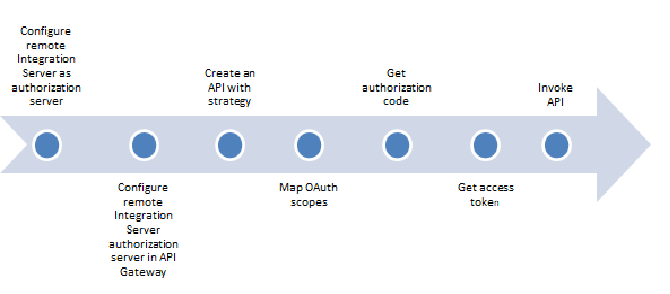 Configure
remote
Integration
Server as
authorization
server
Configure
remote
Integration
Server
authorization
server in API
Gateway
Create an
API with
strategy
Map OAuth
scopes
Get
authorization
code
Get access
token
Invoke
API